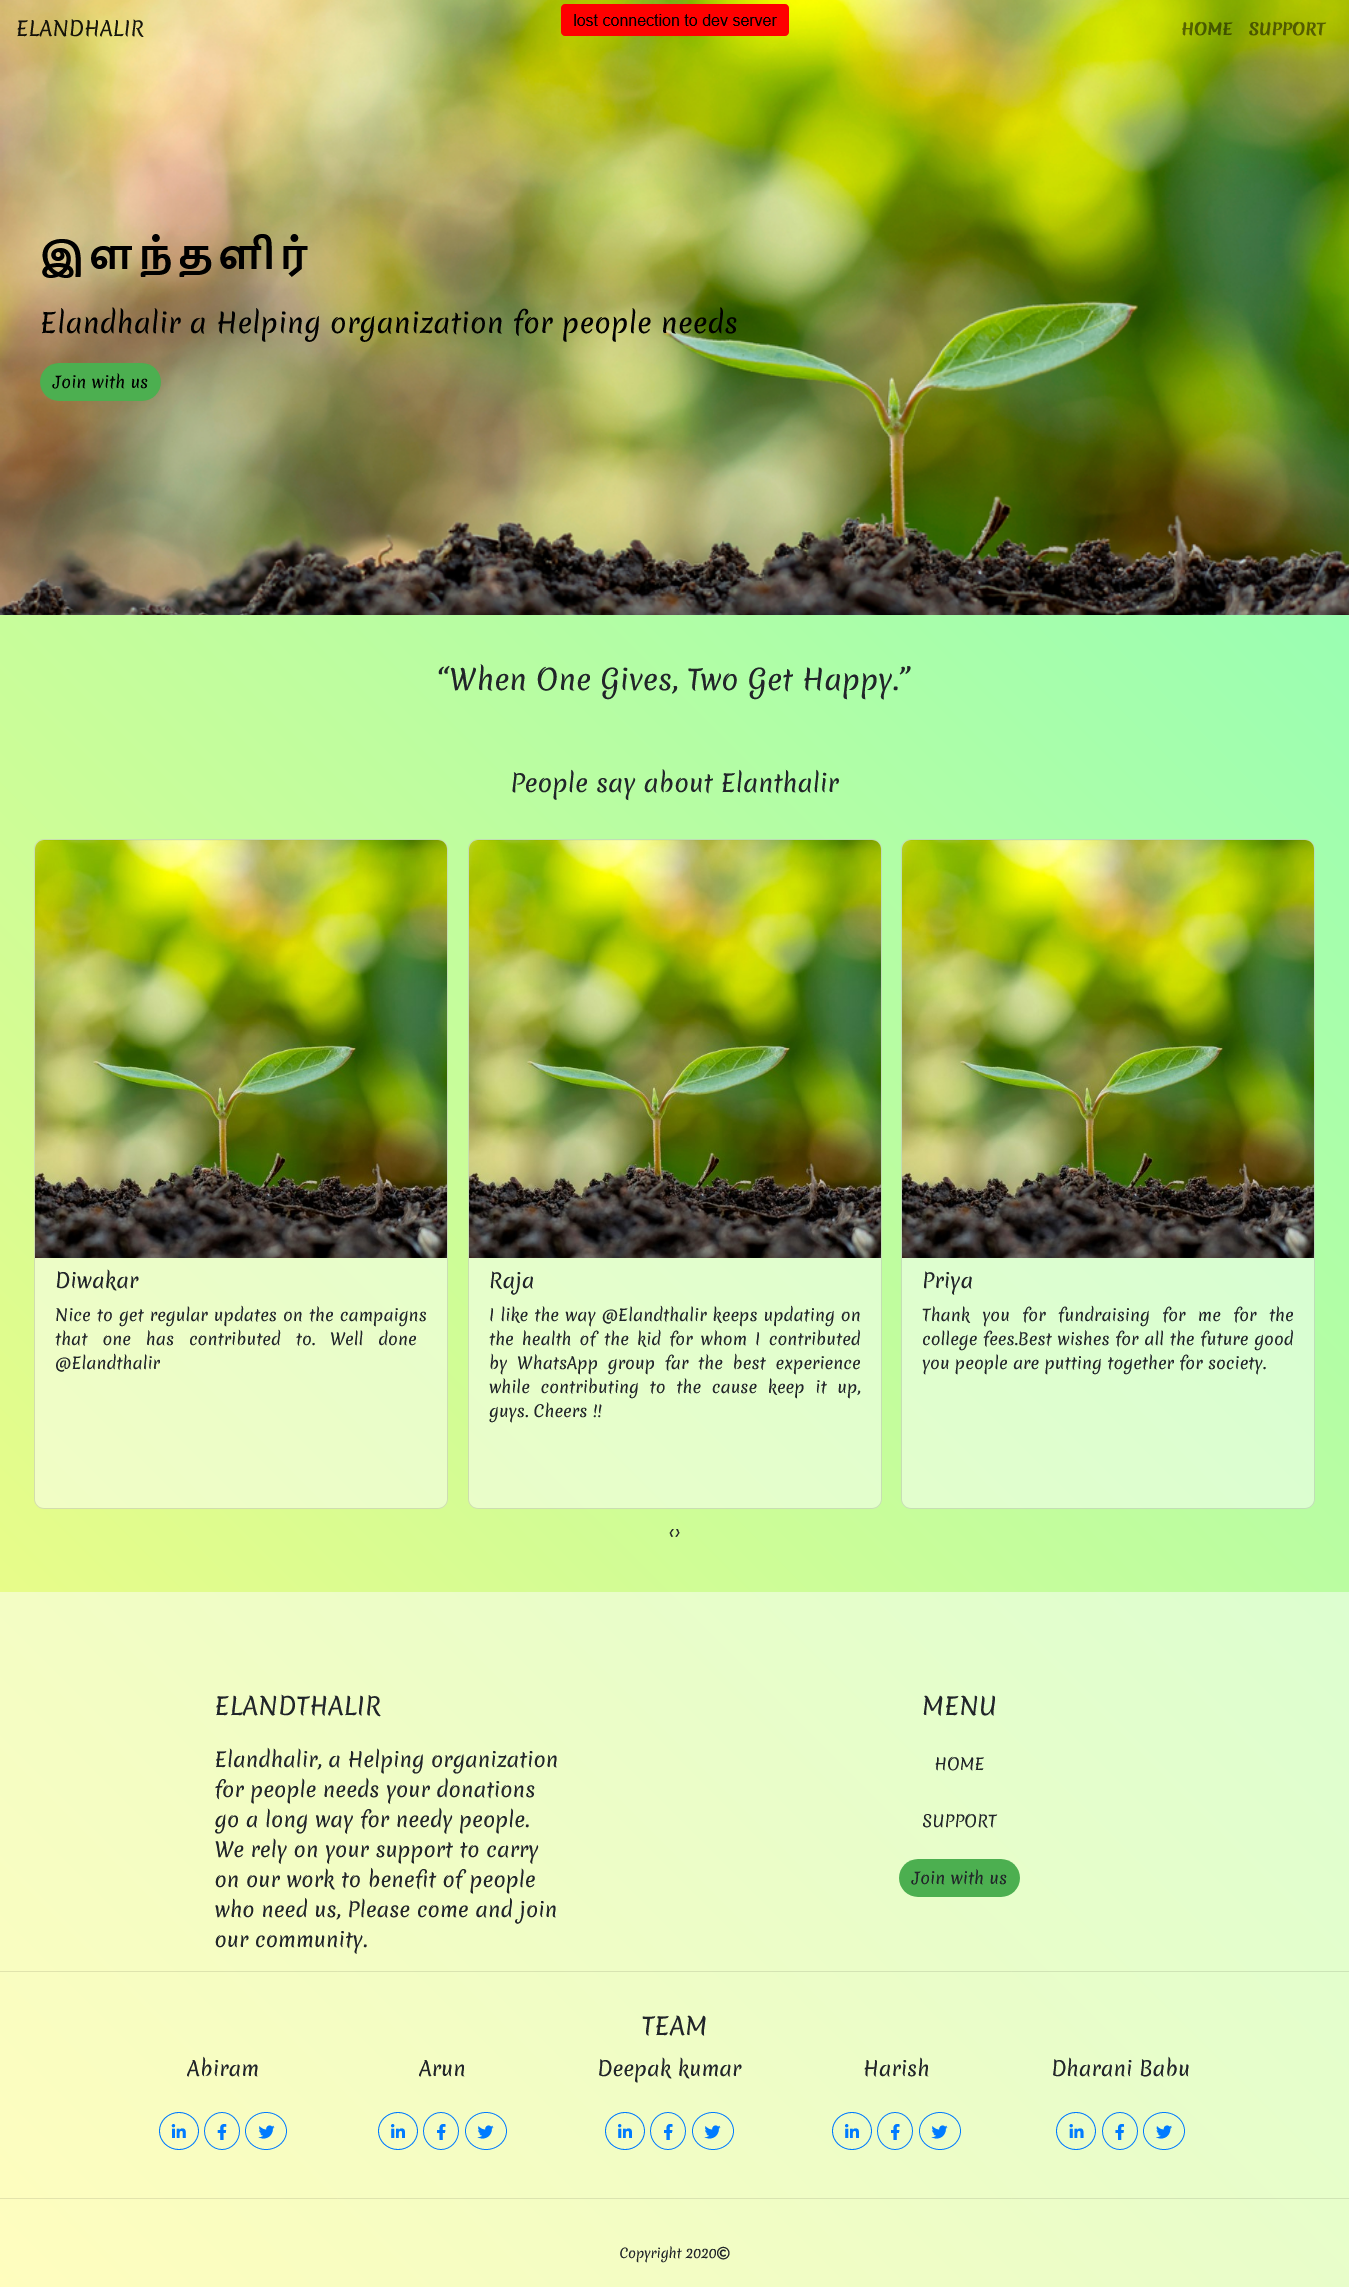 ELANDHALIR
lost connection to dev server
HOME SUPPORT
இளந்தளிர்
Elandhalir a Helping organization for people needs
Join with us
“When One Gives, Two Get Happy.”
People say about Elanthalir
Diwakar
Nice to get regular updates on the campaigns
that one has contributed to. Well done
@Elandthalir
Raja
I like the way @Elandthalir keeps updating on
the health of the kid for whom I contributed
by WhatsApp group far the best experience
while contributing to the cause keep it up,
guys. Cheers !!
Priya
Thank you for fundraising for me for the
college fees.Best wishes for all the future good
you people are putting together for society.
‹›
ELANDTHALIR
Elandhalir, a Helping organization
for people needs your donations
go a long way for needy people.
We rely on your support to carry
on our work to benefit of people
who need us, Please come and join
our community.
MENU
HOME
SUPPORT
Join with us
TEAM
Abiram
Arun
Deepak kumar
Harish
Dharani Babu
Copyright 2020©